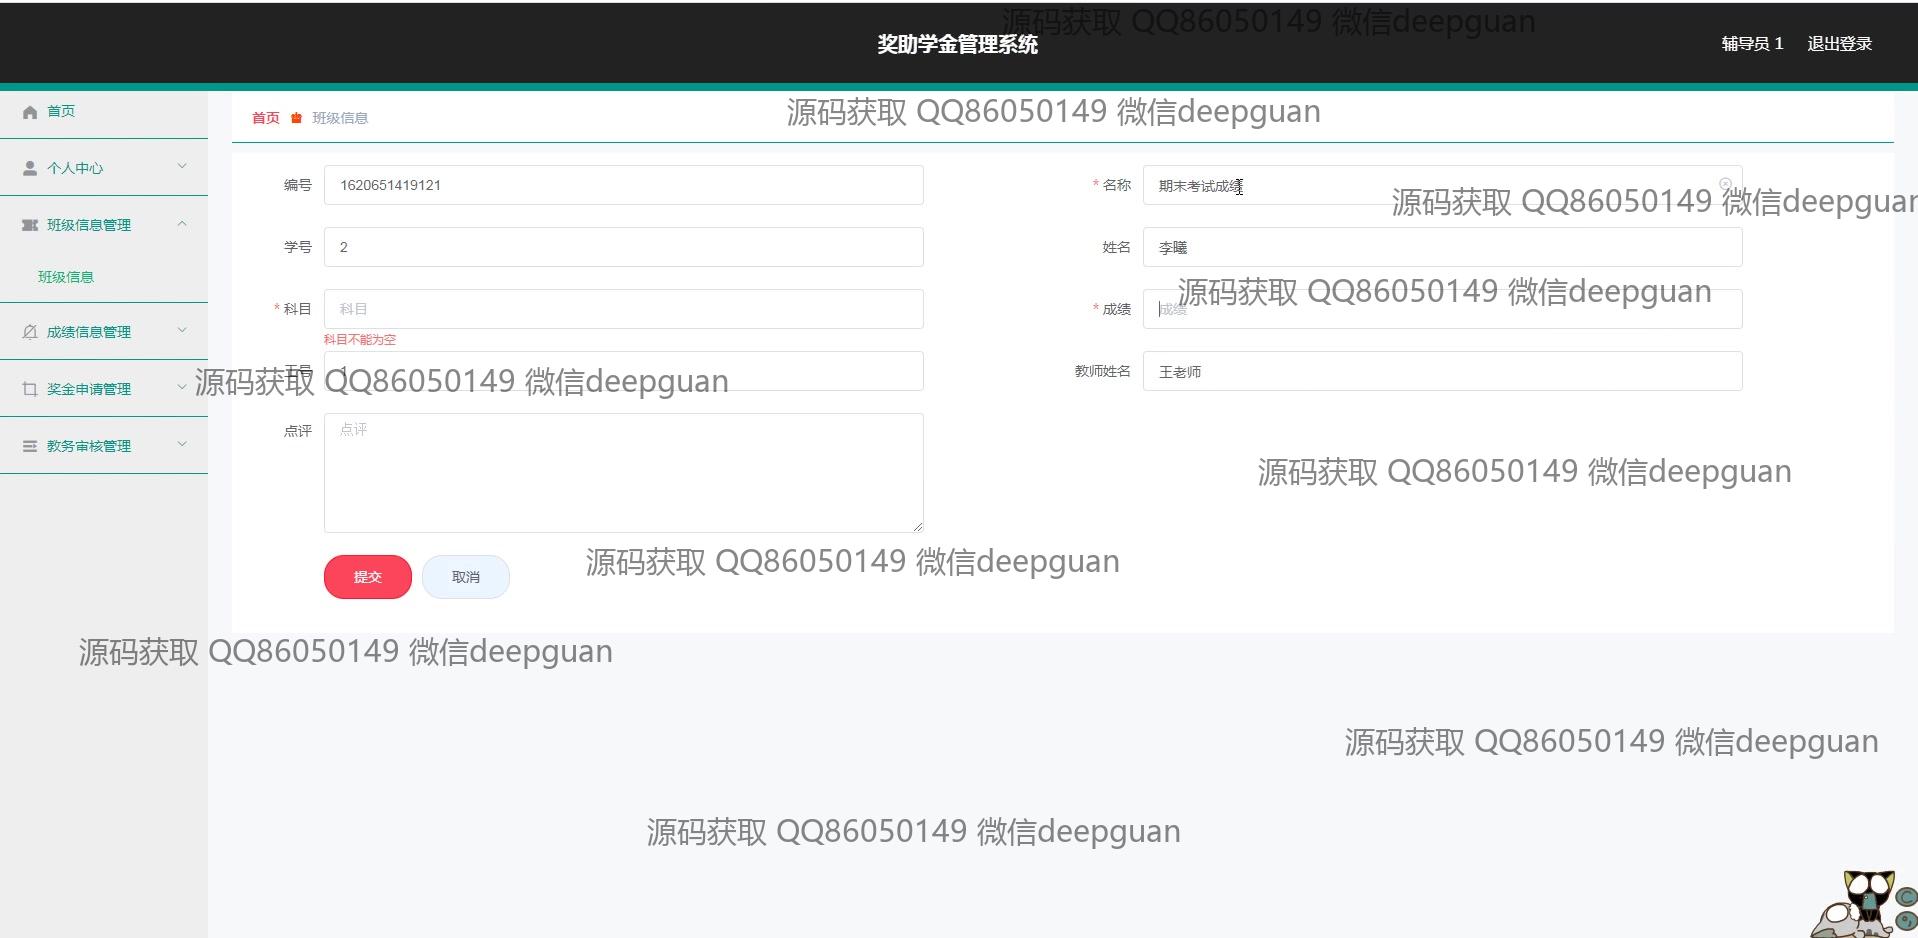 源码获取 QQ86050149 微信deepguan
奖助学金管理系统
辅导员 1 退出登录
首页
首页 班级信息
源码获取 QQ86050149 微信deepguan
个人中心
编号 1620651419121
* 名称 期末考试成绩
源码获取 QQ86050149 微信deepguan
班级信息管理
学号 2
姓名 李曦
班级信息
源码获取 QQ86050149 微信deepguan
* 科目 科目
* 成绩 成绩
科目不能为空
成绩信息管理
工号 1
教师姓名 王老师
源码获取 QQ86050149 微信deepguan
奖金申请管理
点评 点评
教务审核管理
源码获取 QQ86050149 微信deepguan
源码获取 QQ86050149 微信deepguan
提交 取消
源码获取 QQ86050149 微信deepguan
源码获取 QQ86050149 微信deepguan
源码获取 QQ86050149 微信deepguan